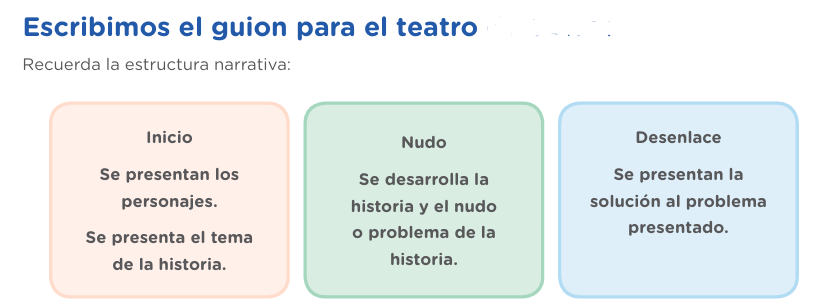 Escribimos el guion para el teatro
Recuerda la estructura narrativa:
Inicio
Se presentan los
personajes.
Se presenta el tema
de la historia.
Nudo
Se desarrolla la
historia y el nudo
o problema de la
historia.
Desenlace
Se presentan la
solución al problema
presentado.